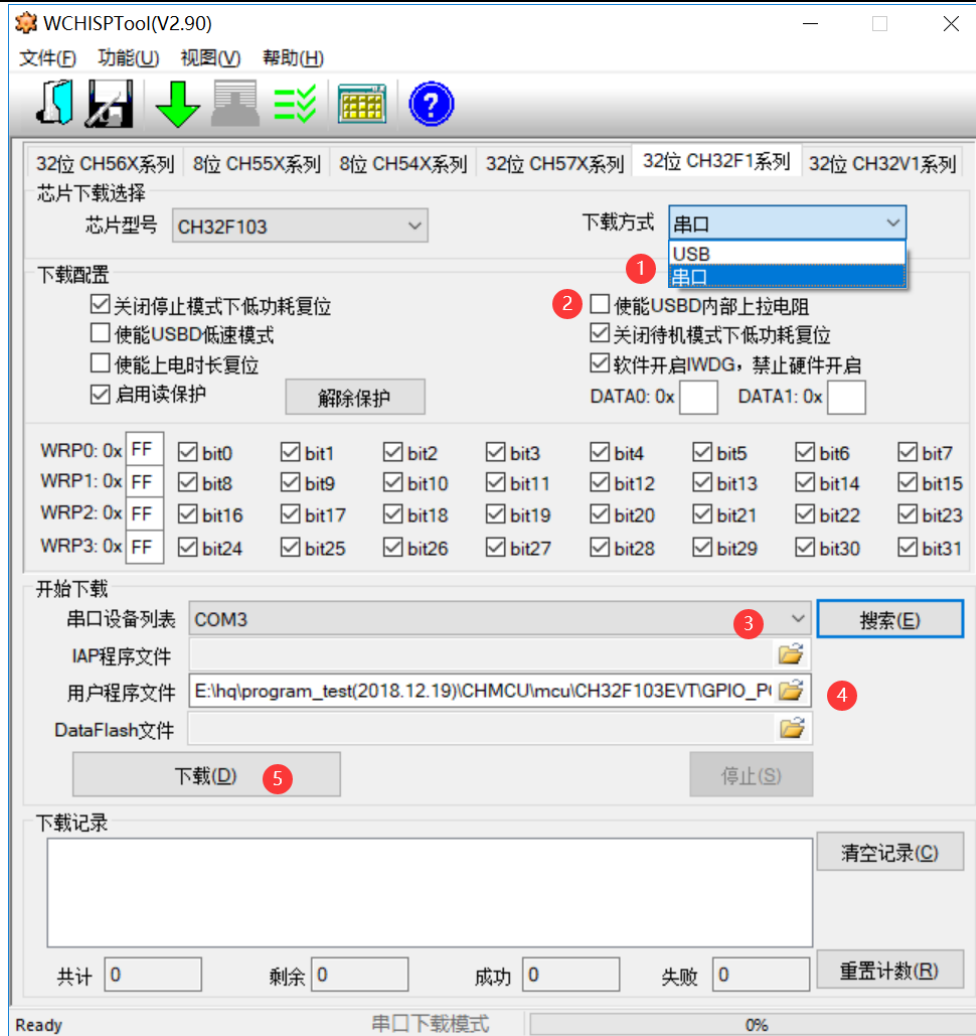 WCHISPTool(V2.90)
文件(F) 功能(U) 视图(V) 帮助(H)
32位 CH56X系列 8位 CH55X系列 8位 CH54X系列 32位 CH57X系列 32位 CH32F1系列 32位 CH32V1系列
芯片下载选择
芯片型号 CH32F103 下载方式 串口
USB
1 串口
下载配置
关闭停止模式下低功耗复位 2 使能USBD内部上拉电阻
使能USBD低速模式 关闭待机模式下低功耗复位
使能上电时长复位 软件开启IWDG，禁止硬件开启
启用读保护 解除保护 DATA0: 0x DATA1: 0x
WRP0: 0x FF bit0 bit1 bit2 bit3 bit4 bit5 bit6 bit7
WRP1: 0x FF bit8 bit9 bit10 bit11 bit12 bit13 bit14 bit15
WRP2: 0x FF bit16 bit17 bit18 bit19 bit20 bit21 bit22 bit23
WRP3: 0x FF bit24 bit25 bit26 bit27 bit28 bit29 bit30 bit31
开始下载
串口设备列表 COM3 3 搜索(E)
IAP程序文件
用户程序文件 E:\hq\program_test(2018.12.19)\CHMCU\mcu\CH32F103EVT\GPIO_P 4
DataFlash文件
下载(D) 5 停止(S)
下载记录
清空记录(C)
共计 0 剩余 0 成功 0 失败 0 重置计数(R)
Ready 串口下载模式 0%